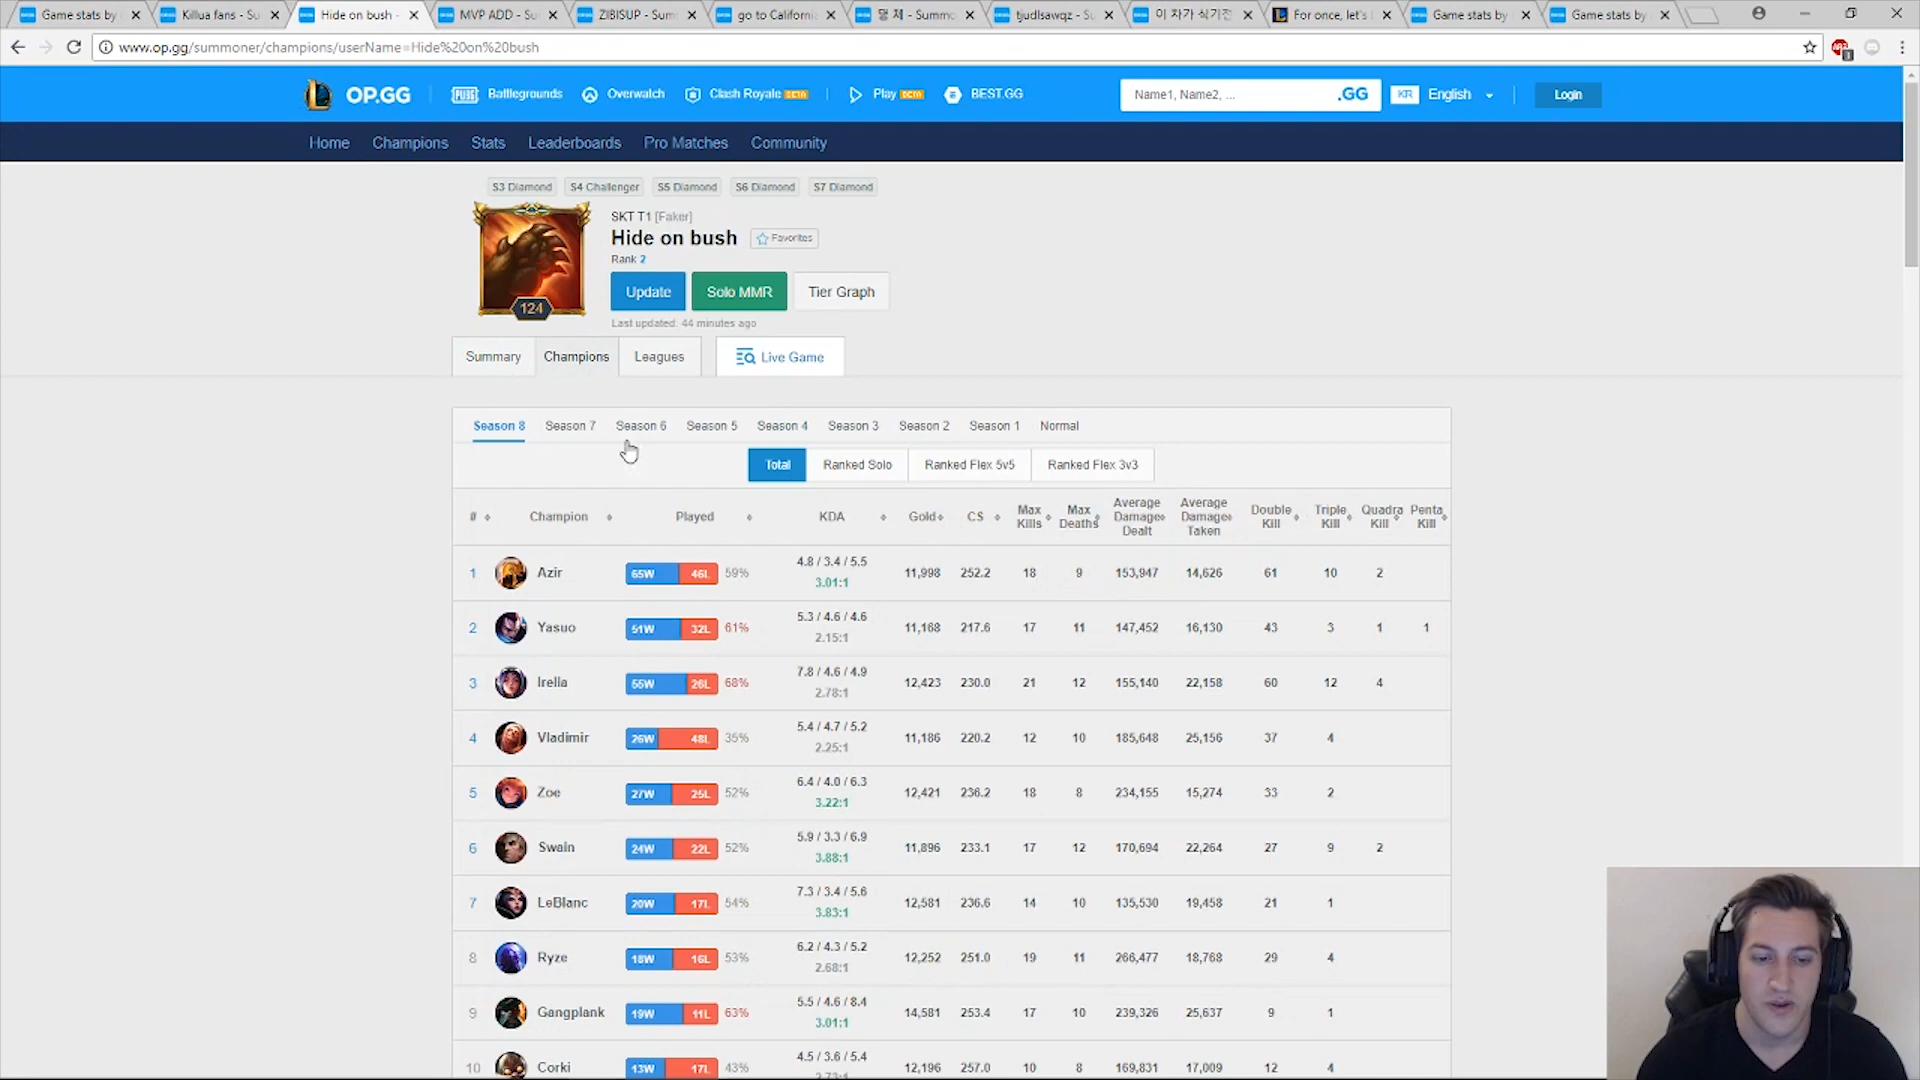 Game stats by
Killua fans - Su
Hide on bush -
MVP ADD - Su
ZIBISUP - Sum
go to Californi
탱 제 - Summo
tjudlsawqz - Su
이 차가 식기전
For once, let's
Game stats by
Game stats by
www.op.gg/summoner/champions/userName=Hide%20on%20bush
OP.GG
PUBG Battlegrounds
Overwatch
Clash Royale BETA
Play BETA
BEST.GG
Name1, Name2, ... .GG
KR English
Login
Home Champions Stats Leaderboards Pro Matches Community
S3 Diamond S4 Challenger S5 Diamond S6 Diamond S7 Diamond
SKT T1 [Faker]
Hide on bush Favorites
Rank 2
124
Update Solo MMR Tier Graph
Last updated: 44 minutes ago
Summary Champions Leagues Live Game
Season 8 Season 7 Season 6 Season 5 Season 4 Season 3 Season 2 Season 1 Normal
Total Ranked Solo Ranked Flex 5v5 Ranked Flex 3v3
# Champion Played KDA Gold CS Max Kills Max Deaths Average Damage Dealt Average Damage Taken Double Kill Triple Kill Quadra Kill Penta Kill
1 Azir 65W 46L 59% 4.8 / 3.4 / 5.5 3.01:1 11,998 252.2 18 9 153,947 14,626 61 10 2
2 Yasuo 51W 32L 61% 5.3 / 4.6 / 4.6 2.15:1 11,168 217.6 17 11 147,452 16,130 43 3 1 1
3 Irelia 55W 26L 68% 7.8 / 4.6 / 4.9 2.78:1 12,423 230.0 21 12 155,140 22,158 60 12 4
4 Vladimir 26W 48L 35% 5.4 / 4.7 / 5.2 2.25:1 11,186 220.2 12 10 185,648 25,156 37 4
5 Zoe 27W 25L 52% 6.4 / 4.0 / 6.3 3.22:1 12,421 236.2 18 8 234,155 15,274 33 2
6 Swain 24W 22L 52% 5.9 / 3.3 / 6.9 3.88:1 11,896 233.1 17 12 170,694 22,264 27 9 2
7 LeBlanc 20W 17L 54% 7.3 / 3.4 / 5.6 3.83:1 12,581 236.6 14 10 135,530 19,458 21 1
8 Ryze 18W 16L 53% 6.2 / 4.3 / 5.2 2.68:1 12,252 251.0 19 11 266,477 18,768 29 4
9 Gangplank 19W 11L 63% 5.5 / 4.6 / 8.4 3.01:1 14,581 253.4 17 10 239,326 25,637 9 1
10 Corki 13W 17L 43% 4.5 / 3.6 / 5.4 2.73:1 12,196 257.0 10 8 169,831 17,009 12 4